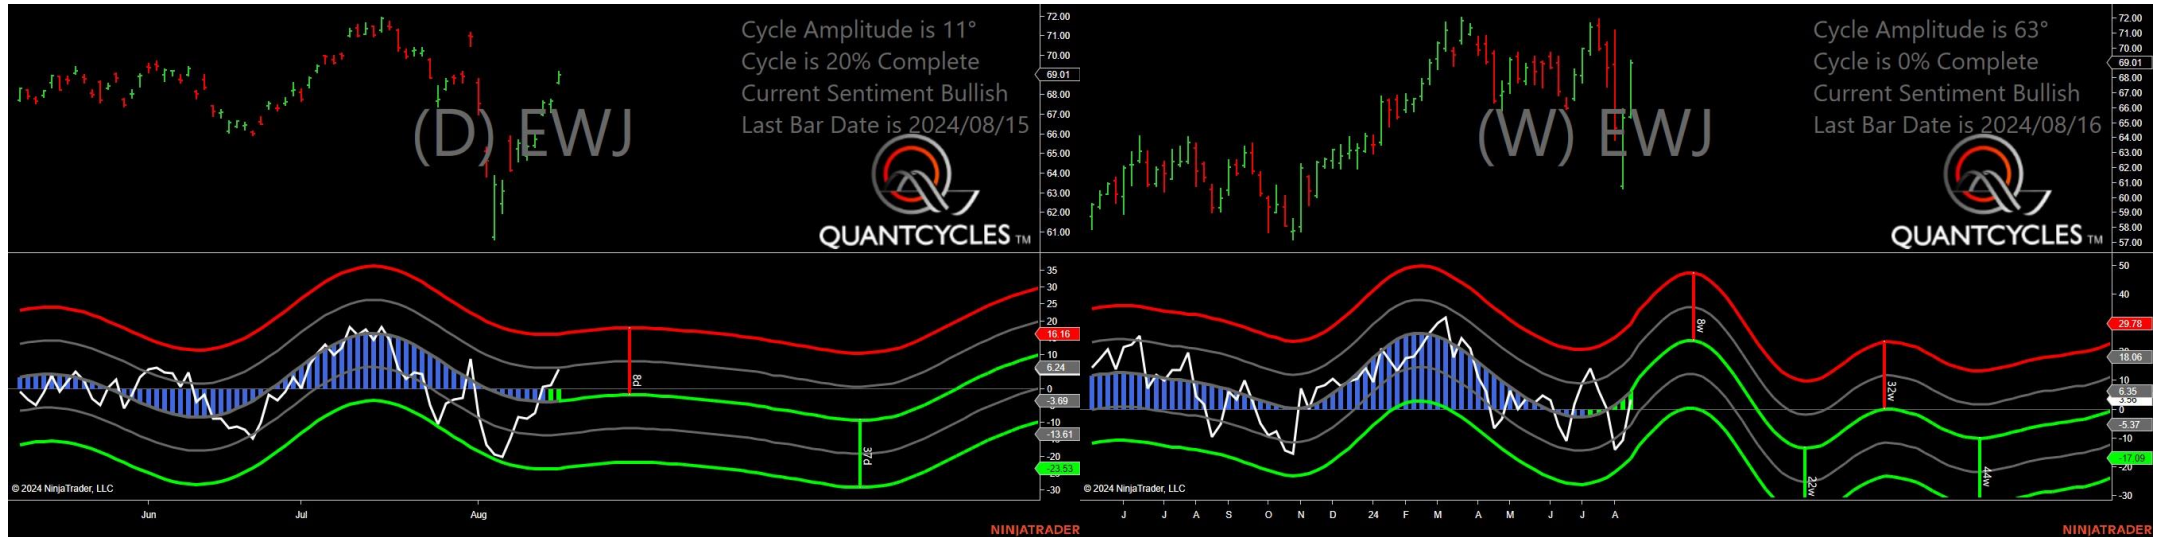 Cycle Amplitude is 11°
Cycle is 20% Complete
Current Sentiment Bullish
Last Bar Date is 2024/08/15
(D) EWJ
QUANTCYCLES TM
72.00
71.00
70.00
69.01
68.00
67.00
66.00
65.00
64.00
63.00
62.00
61.00
35
30
25
20
16.16
10
6.24
0
-3.69
-10
-13.61
-20
-23.53
-30
8d
37d
© 2024 NinjaTrader, LLC
Jun
Jul
Aug
NINJATRADER
Cycle Amplitude is 63°
Cycle is 0% Complete
Current Sentiment Bullish
Last Bar Date is 2024/08/16
(W) EWJ
QUANTCYCLES TM
72.00
71.00
70.00
69.01
68.00
67.00
66.00
65.00
64.00
63.00
62.00
61.00
60.00
59.00
58.00
57.00
50
40
29.78
18.06
10
6.35
0
-5.37
-10
-17.09
-20
-30
8w
22w
32w
44w
© 2024 NinjaTrader, LLC
J J A S O N D 24 F M A M J J A
NINJATRADER